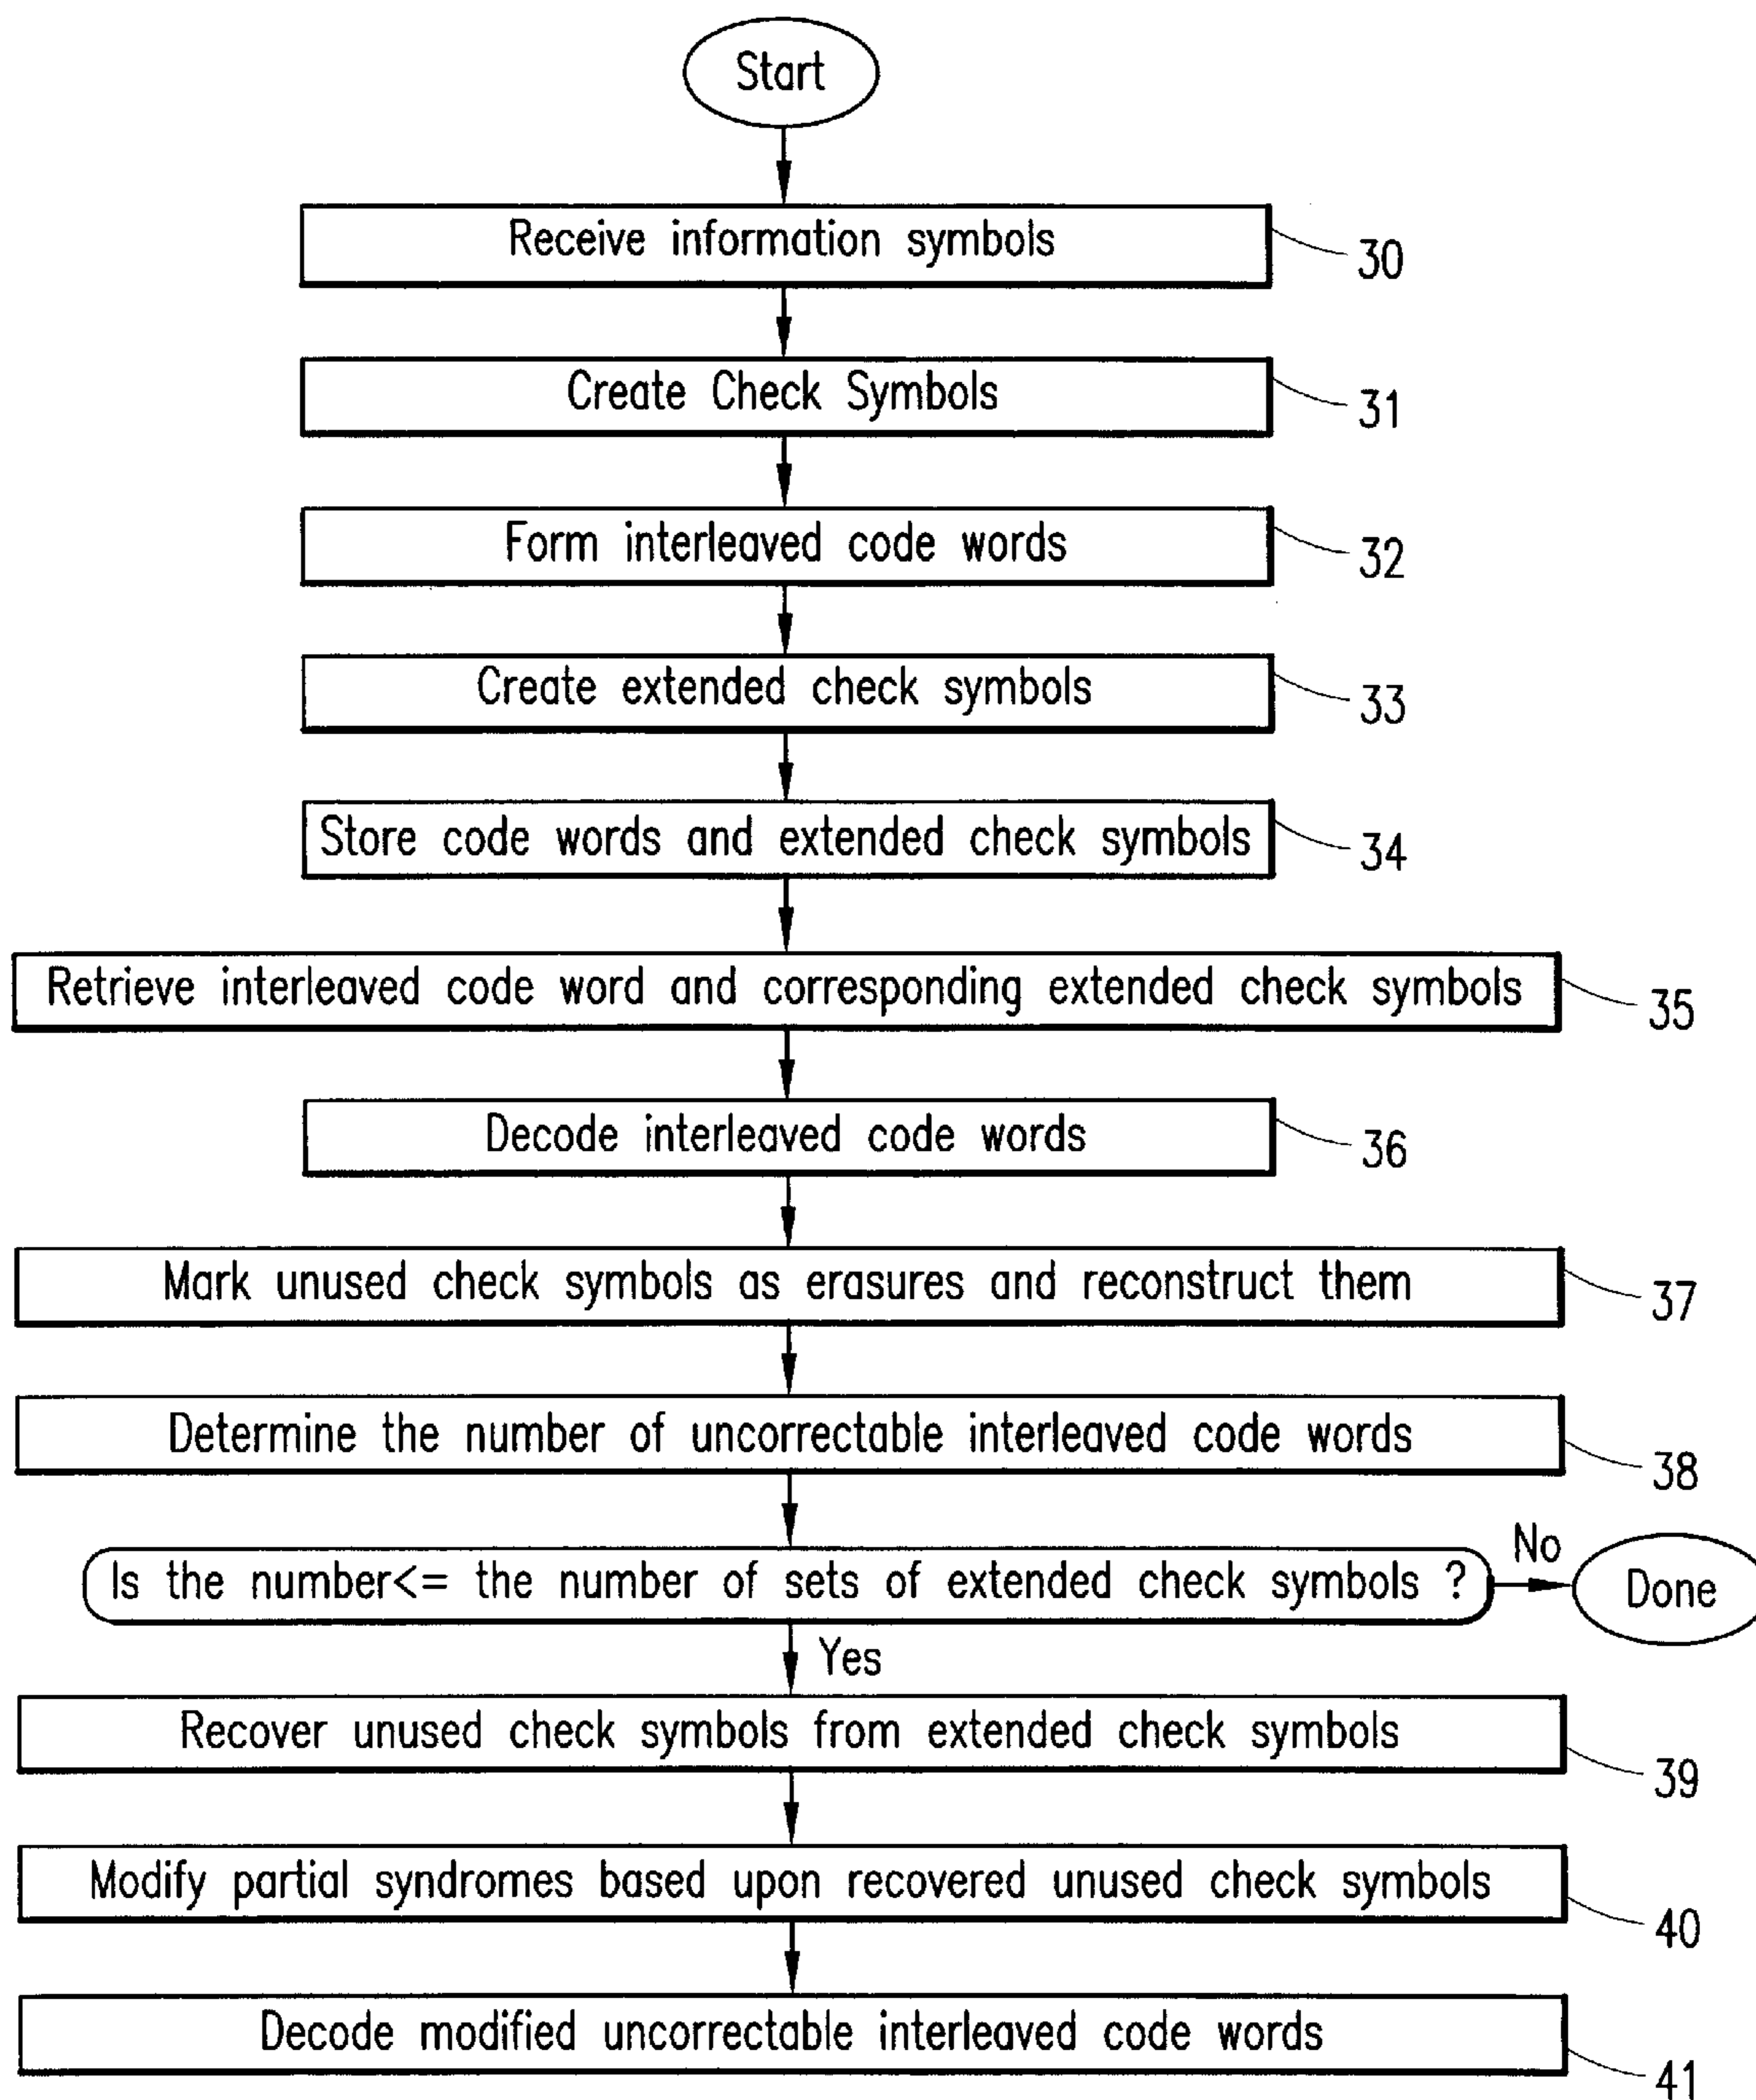 Start
Receive information symbols
30
Create Check Symbols
31
Form interleaved code words
32
Create extended check symbols
33
Store code words and extended check symbols
34
Retrieve interleaved code word and corresponding extended check symbols
35
Decode interleaved code words
36
Mark unused check symbols as erasures and reconstruct them
37
Determine the number of uncorrectable interleaved code words
38
Is the number<= the number of sets of extended check symbols ?
No
Done
Yes
Recover unused check symbols from extended check symbols
39
Modify partial syndromes based upon recovered unused check symbols
40
Decode modified uncorrectable interleaved code words
41